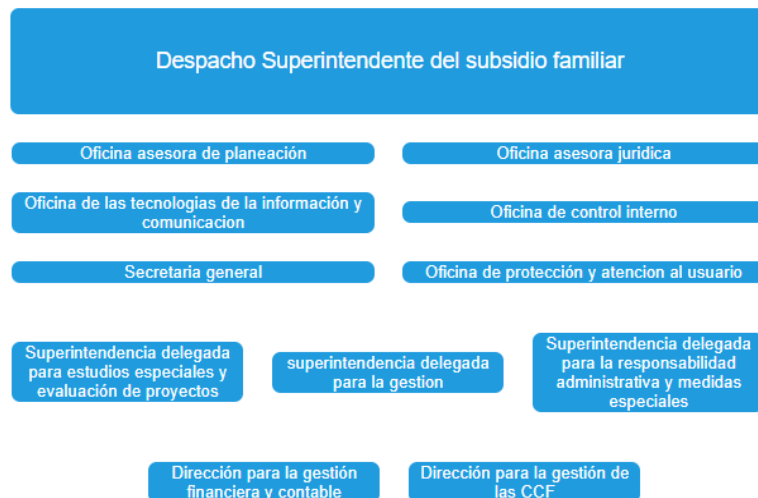 Despacho Superintendente del subsidio familiar
Oficina asesora de planeación
Oficina asesora juridica
Oficina de las tecnologias de la información y
comunicacion
Oficina de control interno
Secretaria general
Oficina de protección y atencion al usuario
Superintendencia delegada
para estudios especiales y
evaluación de proyectos
superintendencia delegada
para la gestion
Superintendencia delegada
para la responsabilidad
administrativa y medidas
especiales
Dirección para la gestión
financiera y contable
Dirección para la gestión de
las CCF